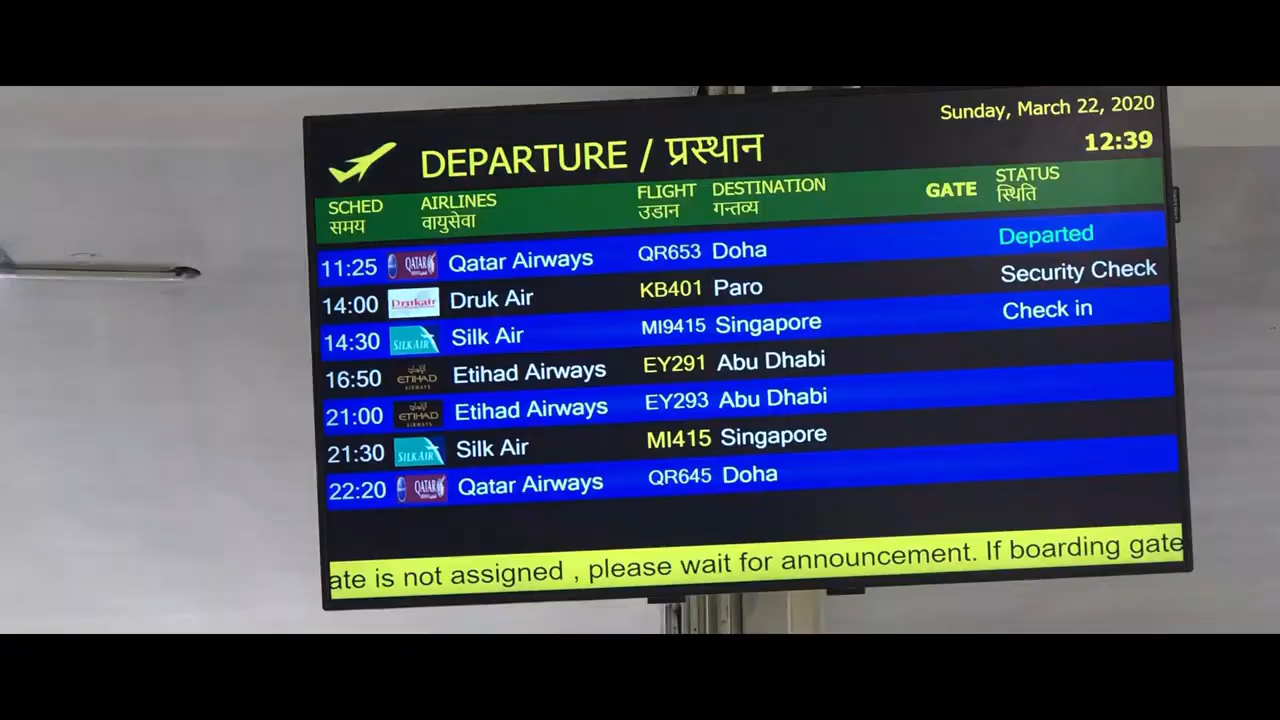 Sunday, March 22, 2020
DEPARTURE / प्रस्थान 12:39
SCHED AIRLINES FLIGHT DESTINATION GATE STATUS
समय वायुसेवा उडान गन्तव्य स्थिति
11:25 QATAR Qatar Airways QR653 Doha Departed
14:00 Drukair Druk Air KB401 Paro Security Check
14:30 SILKAIR Silk Air MI9415 Singapore Check in
16:50 ETIHAD AIRWAYS Etihad Airways EY291 Abu Dhabi
21:00 ETIHAD AIRWAYS Etihad Airways EY293 Abu Dhabi
21:30 SILKAIR Silk Air MI415 Singapore
22:20 QATAR Qatar Airways QR645 Doha
ate is not assigned , please wait for announcement. If boarding gate